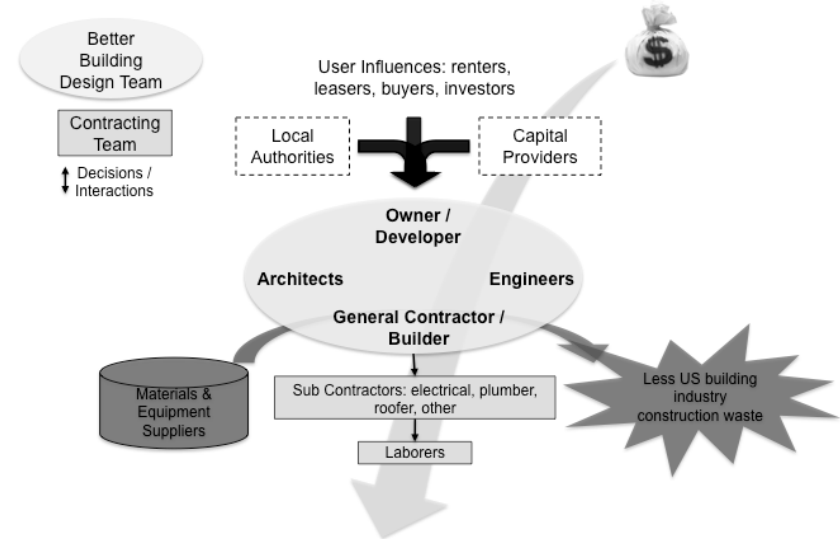 Better
Building
Design Team
Contracting
Team
Decisions /
Interactions
User Influences: renters,
leasers, buyers, investors
$
Local
Authorities
Capital
Providers
Owner /
Developer
Architects
Engineers
General Contractor /
Builder
Materials &
Equipment
Suppliers
Sub Contractors: electrical, plumber,
roofer, other
Laborers
Less US building
industry
construction waste